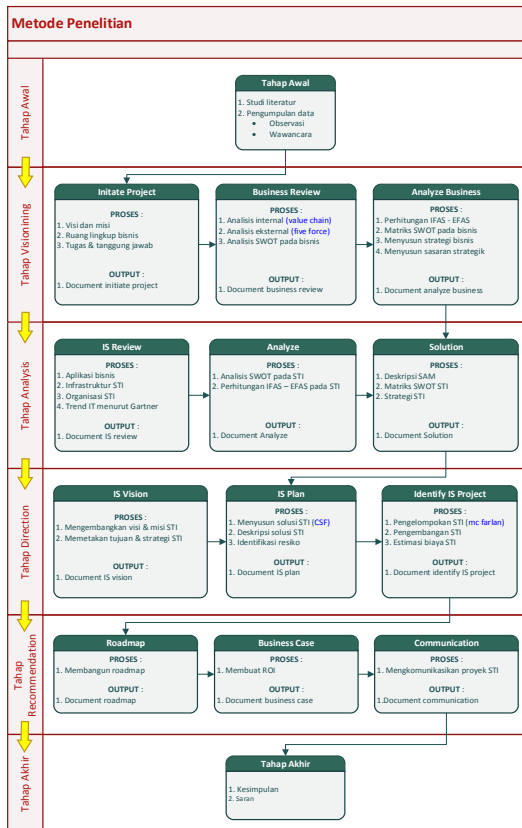 Metode Penelitian
Tahap Awal
Tahap Awal
1. Studi literatur
2. Pengumpulan data
• Observasi
• Wawancara
Tahap Visionning
Initate Project
PROSES :
1. Visi dan misi
2. Ruang lingkup bisnis
3. Tugas & tanggung jawab
OUTPUT :
1. Document initiate project
Business Review
PROSES :
1. Analisis internal (value chain)
2. Analisis eksternal (five force)
3. Analisis SWOT pada bisnis
OUTPUT :
1. Document business review
Analyze Business
PROSES :
1. Perhitungan IFAS - EFAS
2. Matriks SWOT pada bisnis
3. Menyusun strategi bisnis
4. Menyusun sasaran strategik
OUTPUT :
1. Document analyze business
Tahap Analysis
IS Review
PROSES :
1. Aplikasi bisnis
2. Infrastruktur STI
3. Organisasi STI
4. Trend IT menurut Gartner
OUTPUT :
1. Document IS review
Analyze
PROSES :
1. Analisis SWOT pada STI
2. Perhitungan IFAS – EFAS pada STI
OUTPUT :
1. Document Analyze
Solution
PROSES :
1. Deskripsi SAM
2. Matriks SWOT STI
3. Strategi STI
OUTPUT :
1. Document Solution
Tahap Direction
IS Vision
PROSES :
1. Mengembangkan visi & misi STI
2. Memetakan tujuan & strategi STI
OUTPUT :
1. Document IS vision
IS Plan
PROSES :
1. Menyusun solusi STI (CSF)
2. Deskripsi solusi STI
3. Identifikasi resiko
OUTPUT :
1. Document IS plan
Identify IS Project
PROSES :
1. Pengelompokan STI (mc farlan)
2. Pengembangan STI
3. Estimasi biaya STI
OUTPUT :
1. Document identify IS project
Tahap
Recommendation
Roadmap
PROSES :
1. Membangun roadmap
OUTPUT :
1. Document roadmap
Business Case
PROSES :
1. Membuat ROI
OUTPUT :
1. Document business case
Communication
PROSES :
1. Mengkomunikasikan proyek STI
OUTPUT :
1.Document communication
Tahap Akhir
Tahap Akhir
1. Kesimpulan
2. Saran